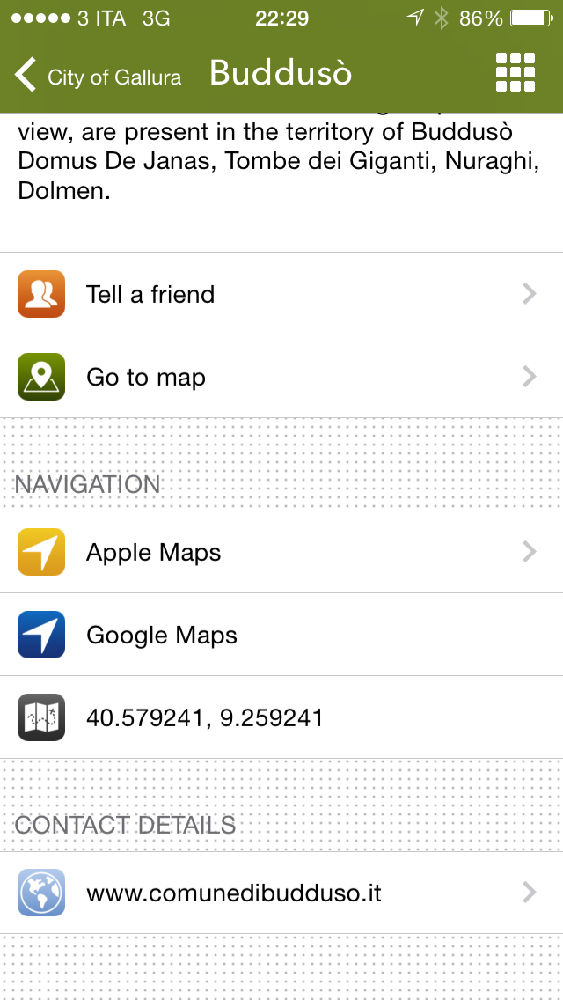 3 ITA 3G 22:29 86%
City of Gallura Buddusò
view, are present in the territory of Buddusò
Domus De Janas, Tombe dei Giganti, Nuraghi,
Dolmen.
Tell a friend
Go to map
NAVIGATION
Apple Maps
Google Maps
40.579241, 9.259241
CONTACT DETAILS
www.comunedibudduso.it